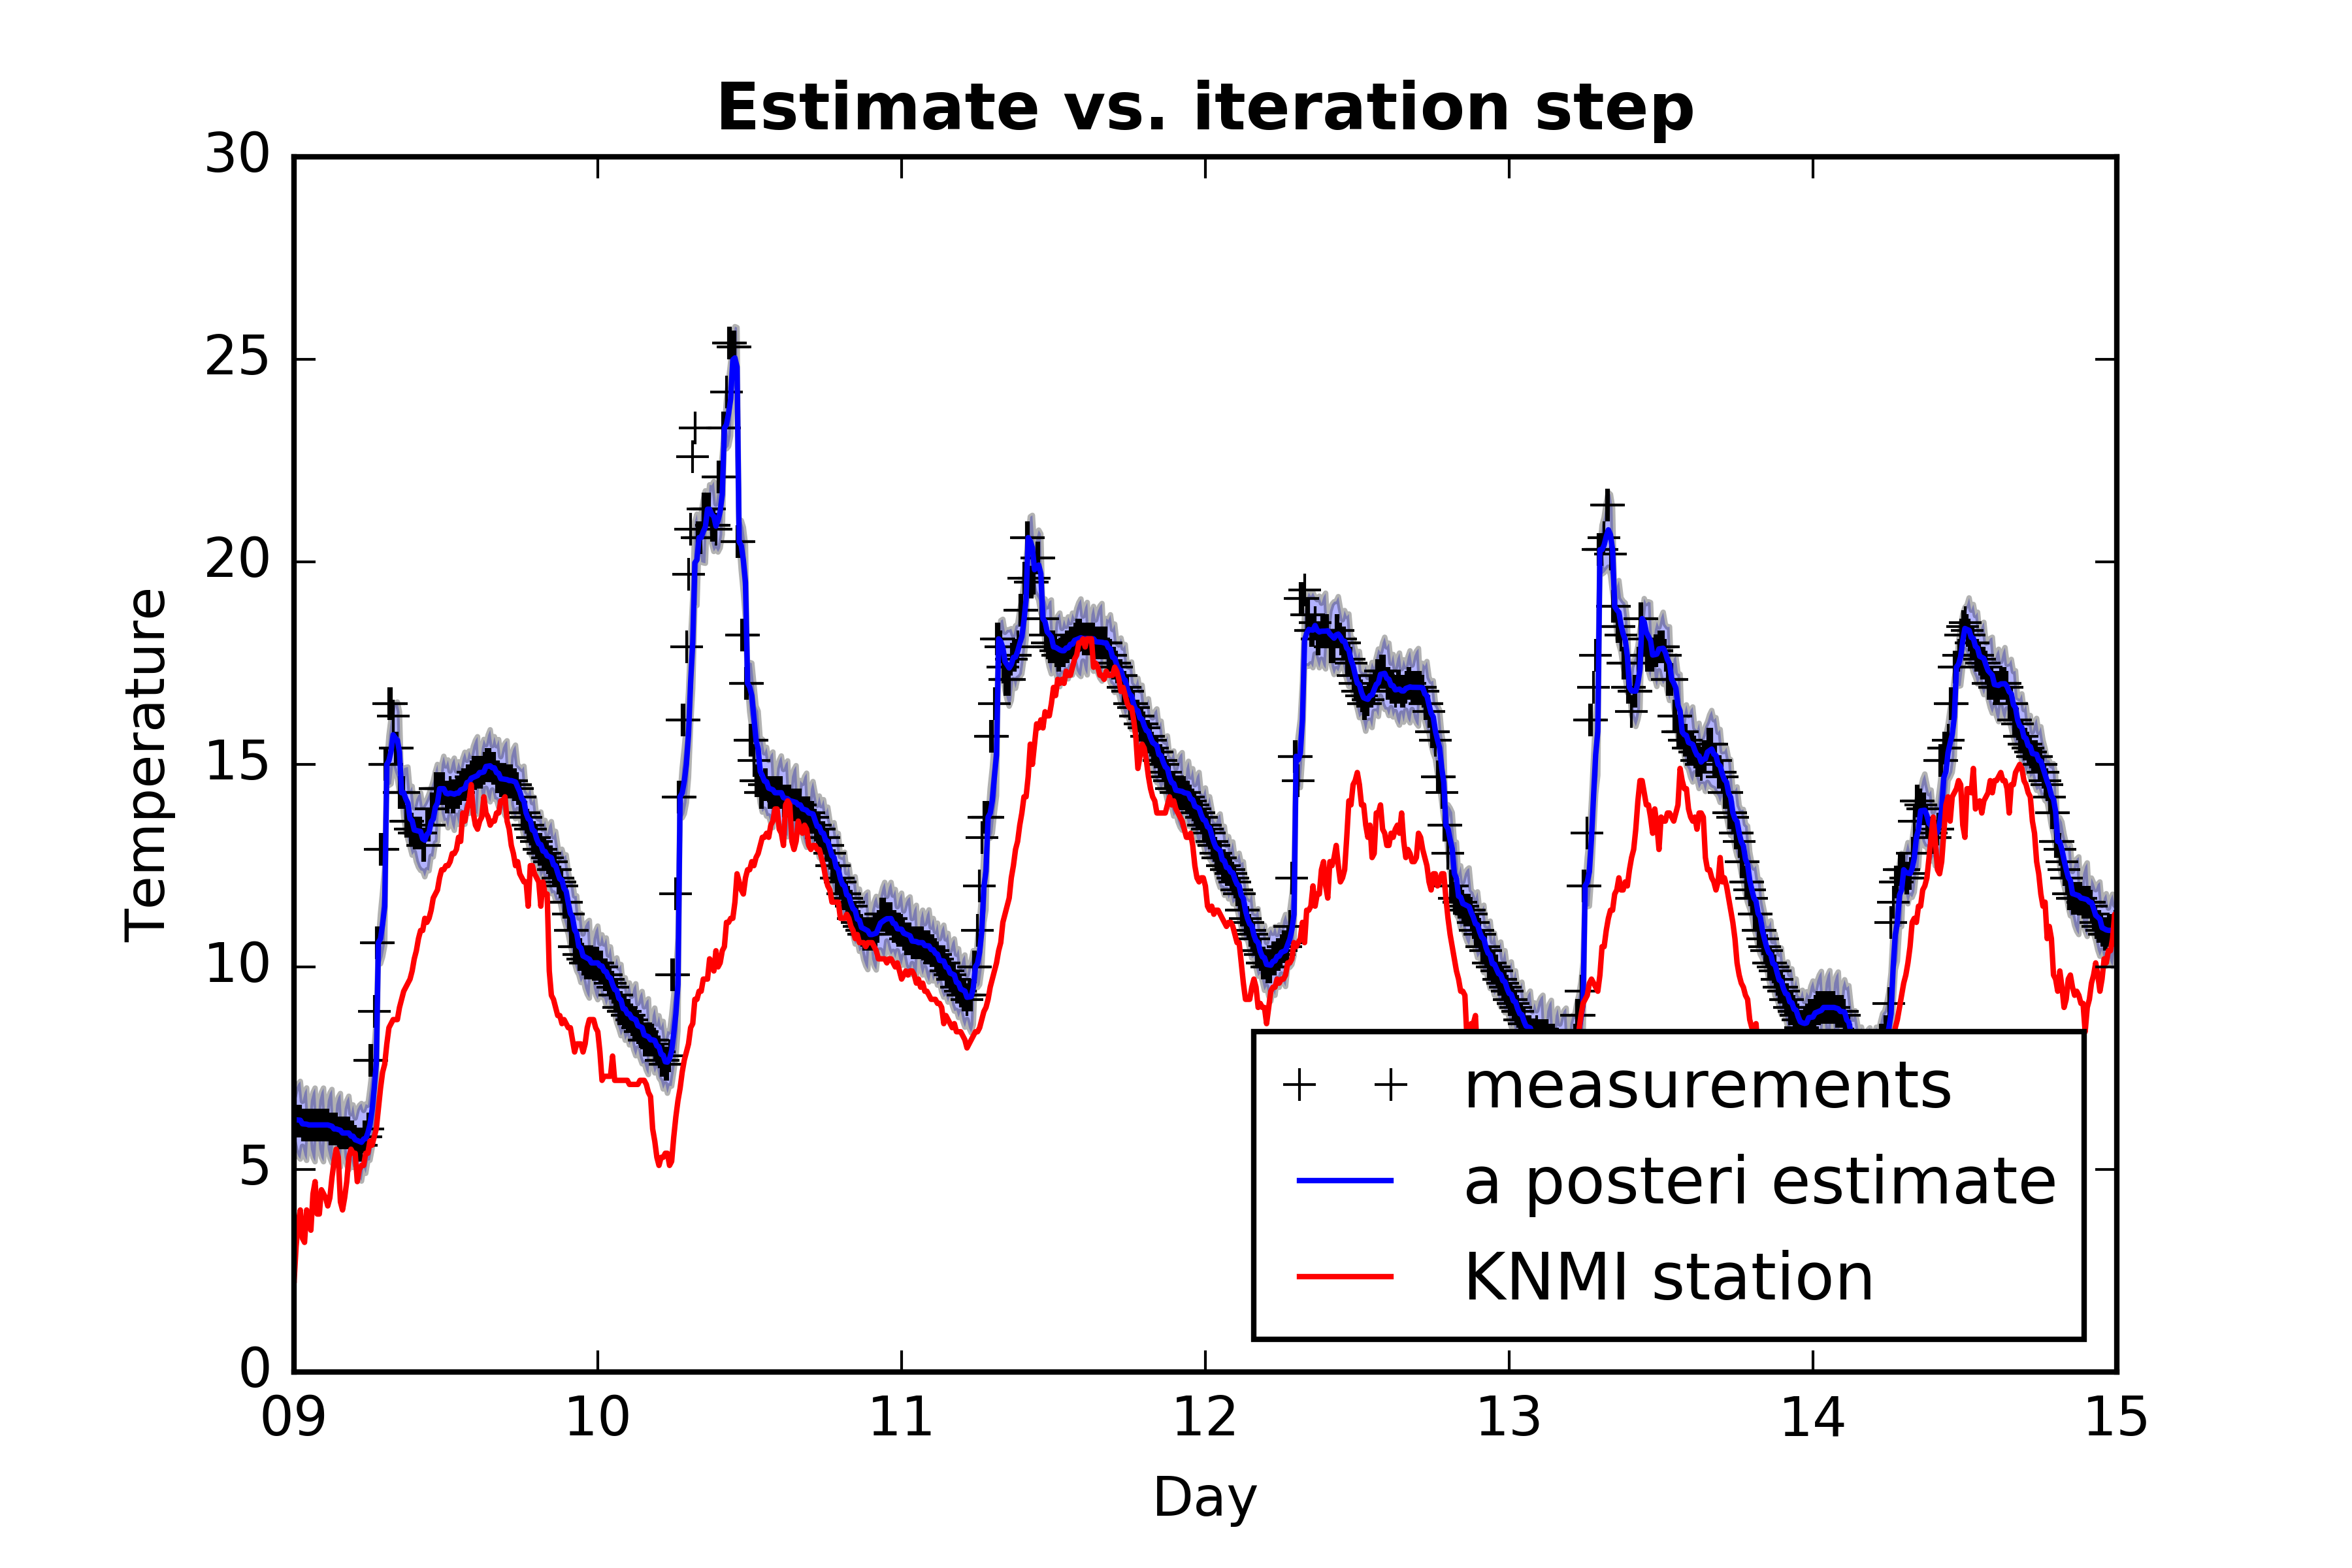 Estimate vs. iteration step
30
25
20
15
10
5
0
Temperature
09 10 11 12 13 14 15
Day
measurements
a posteri estimate
KNMI station